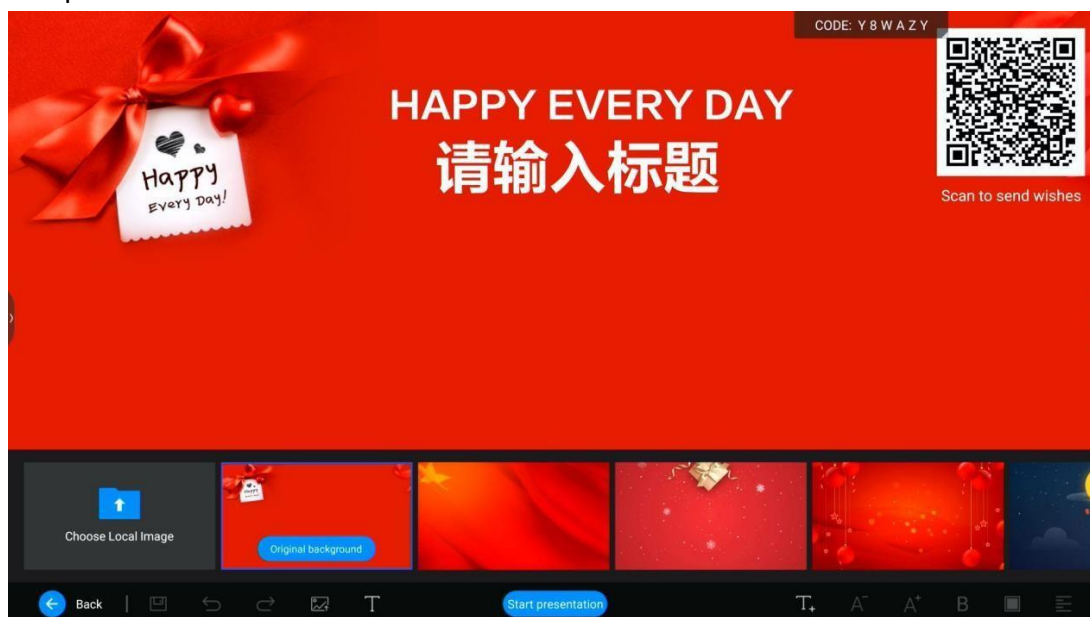 CODE: Y 8 W A Z Y
HAPPY EVERY DAY
请输入标题
Happy
Every Day!
Scan to send wishes
Choose Local Image
Happy
Original background
Back
T
Start presentation
T+
A-
A+
B